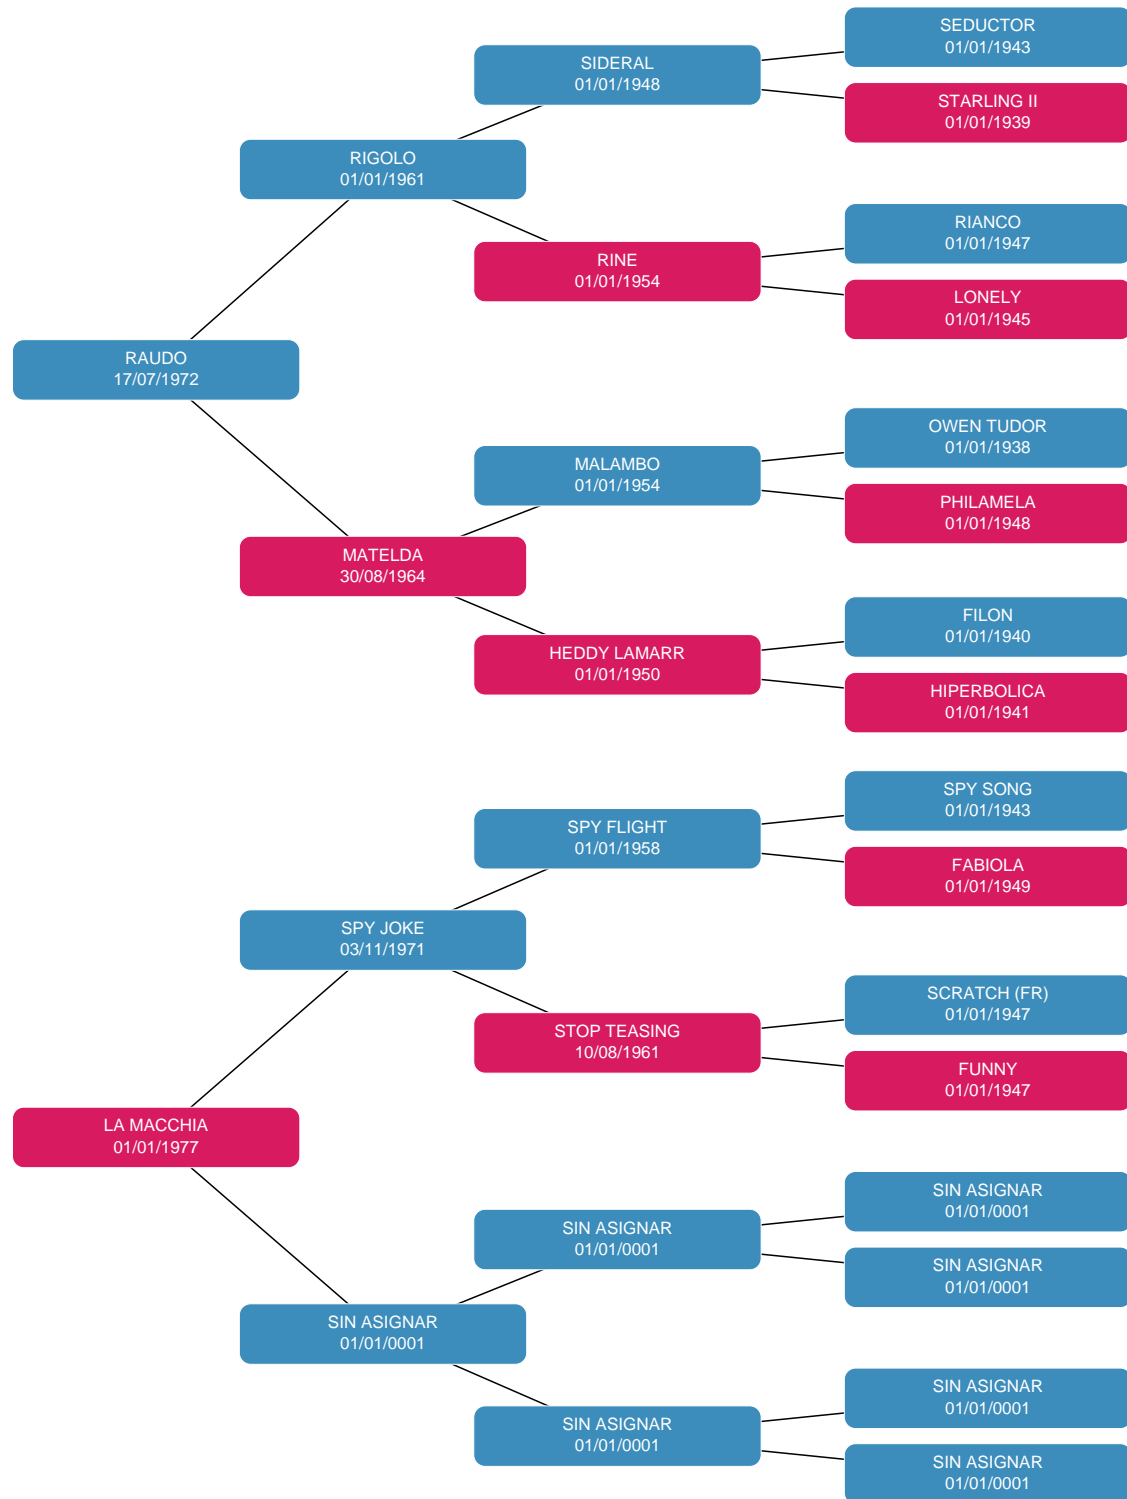 SEDUCTOR
01/01/1943
SIDERAL
01/01/1948
STARLING II
01/01/1939
RIGOLO
01/01/1961
RIANCO
01/01/1947
RINE
01/01/1954
LONELY
01/01/1945
RAUDO
17/07/1972
OWEN TUDOR
01/01/1938
MALAMBO
01/01/1954
PHILAMELA
01/01/1948
MATELDA
30/08/1964
FILON
01/01/1940
HEDDY LAMARR
01/01/1950
HIPERBOLICA
01/01/1941
SPY SONG
01/01/1943
SPY FLIGHT
01/01/1958
FABIOLA
01/01/1949
SPY JOKE
03/11/1971
SCRATCH (FR)
01/01/1947
STOP TEASING
10/08/1961
FUNNY
01/01/1947
LA MACCHIA
01/01/1977
SIN ASIGNAR
01/01/0001
SIN ASIGNAR
01/01/0001
SIN ASIGNAR
01/01/0001
SIN ASIGNAR
01/01/0001
SIN ASIGNAR
01/01/0001
SIN ASIGNAR
01/01/0001
SIN ASIGNAR
01/01/0001